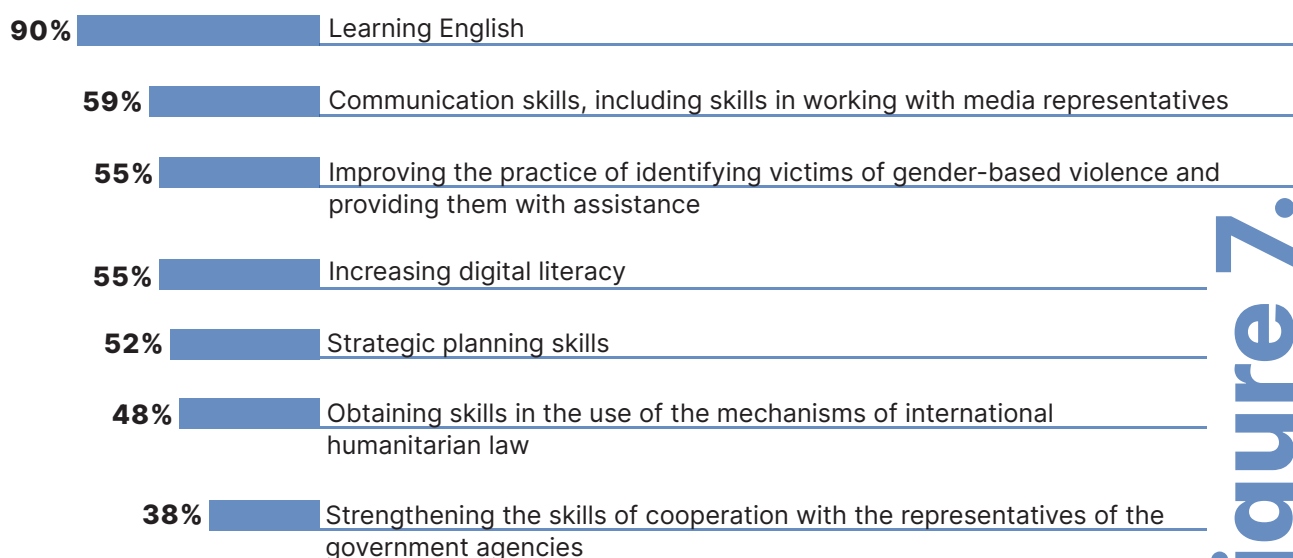 90% Learning English
59% Communication skills, including skills in working with media representatives
55% Improving the practice of identifying victims of gender-based violence and
providing them with assistance
55% Increasing digital literacy
52% Strategic planning skills
48% Obtaining skills in the use of the mechanisms of international
humanitarian law
38% Strengthening the skills of cooperation with the representatives of the
government agencies
igure 7.